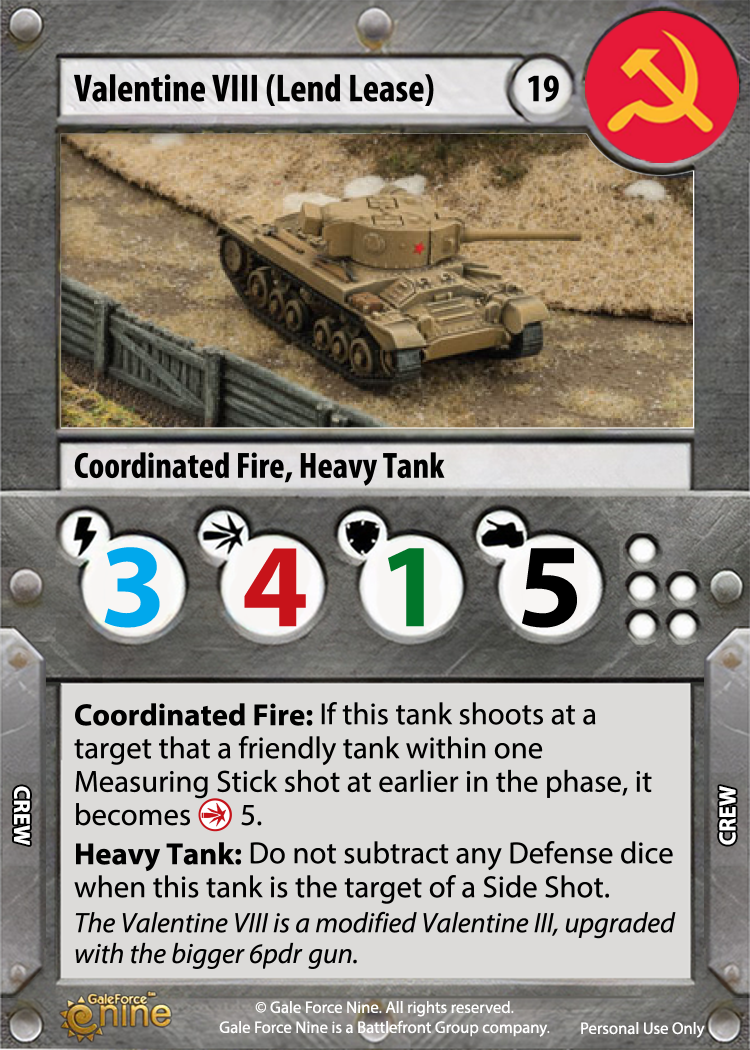 Valentine VIII (Lend Lease)
19
Coordinated Fire, Heavy Tank
3 4 1 5
Coordinated Fire: If this tank shoots at a
target that a friendly tank within one
Measuring Stick shot at earlier in the phase, it
becomes 5.
Heavy Tank: Do not subtract any Defense dice
when this tank is the target of a Side Shot.
The Valentine VIII is a modified Valentine III, upgraded
with the bigger 6pdr gun.
CREW
CREW
GaleForce™
nine
© Gale Force Nine. All rights reserved.
Gale Force Nine is a Battlefront Group company.
Personal Use Only